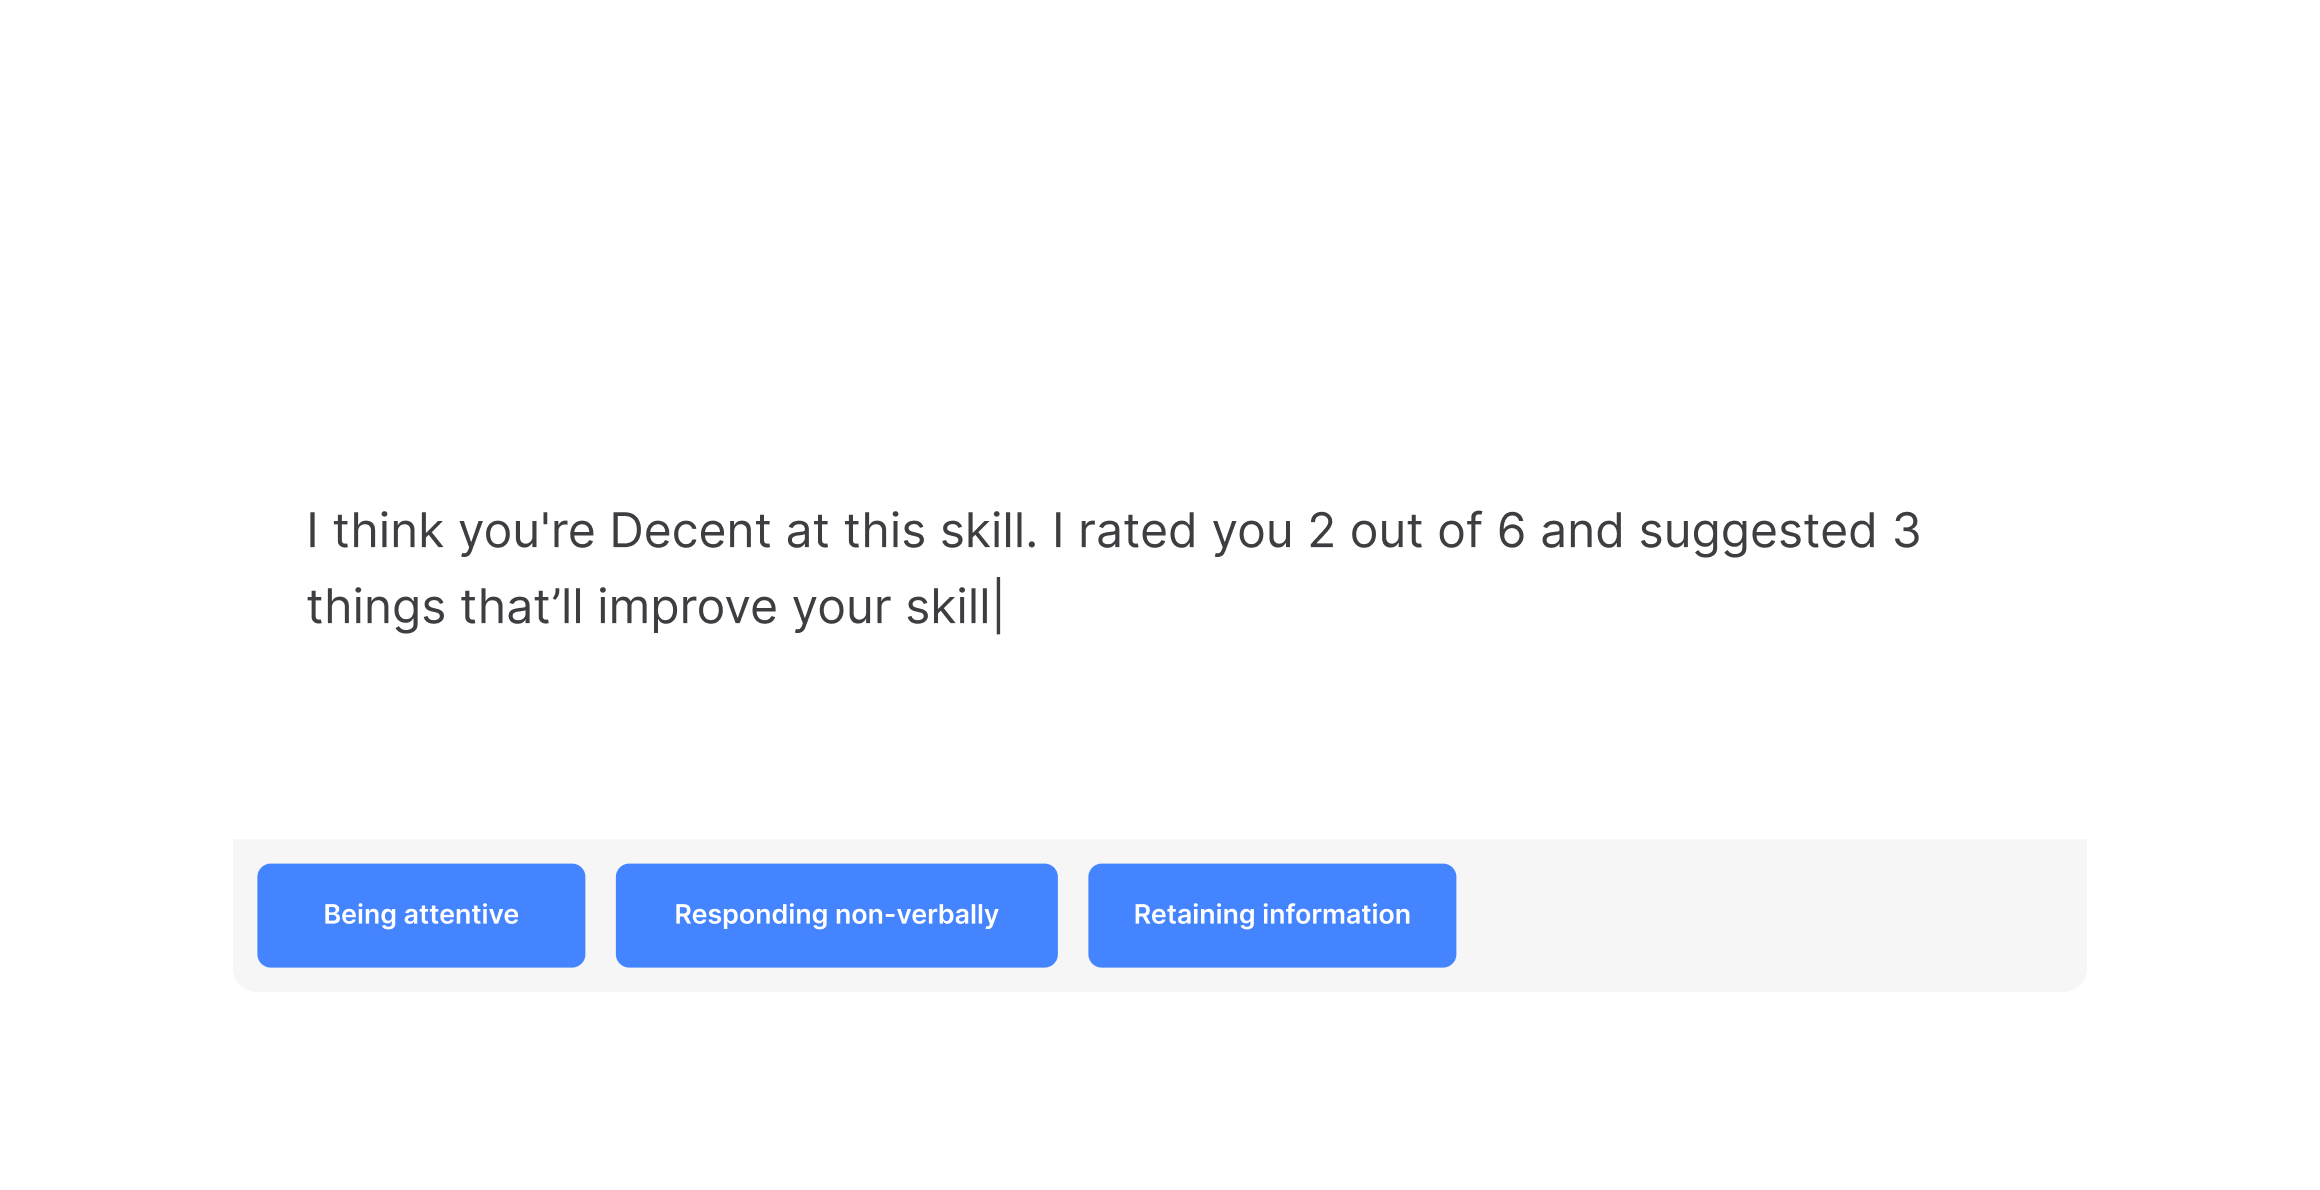 I think you're Decent at this skill. I rated you 2 out of 6 and suggested 3
things that’ll improve your skill
Being attentive
Responding non-verbally
Retaining information